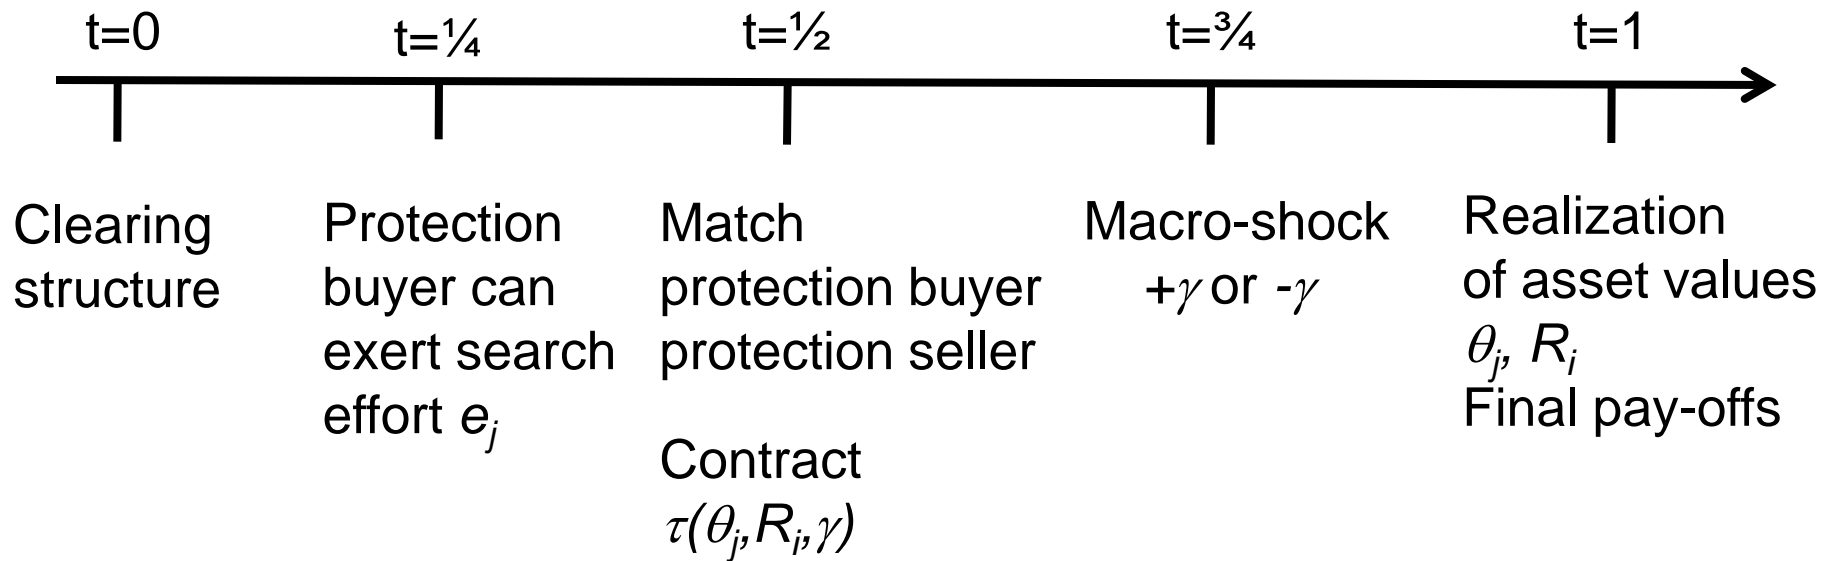 t=0
t=¼
t=½
t=¾
t=1
Clearing
structure
Protection
buyer can
exert search
effort e_j
Match
protection buyer
protection seller
Contract
τ(θ_j,R_i,γ)
Macro-shock
+γ or -γ
Realization
of asset values
θ_j, R_i
Final pay-offs